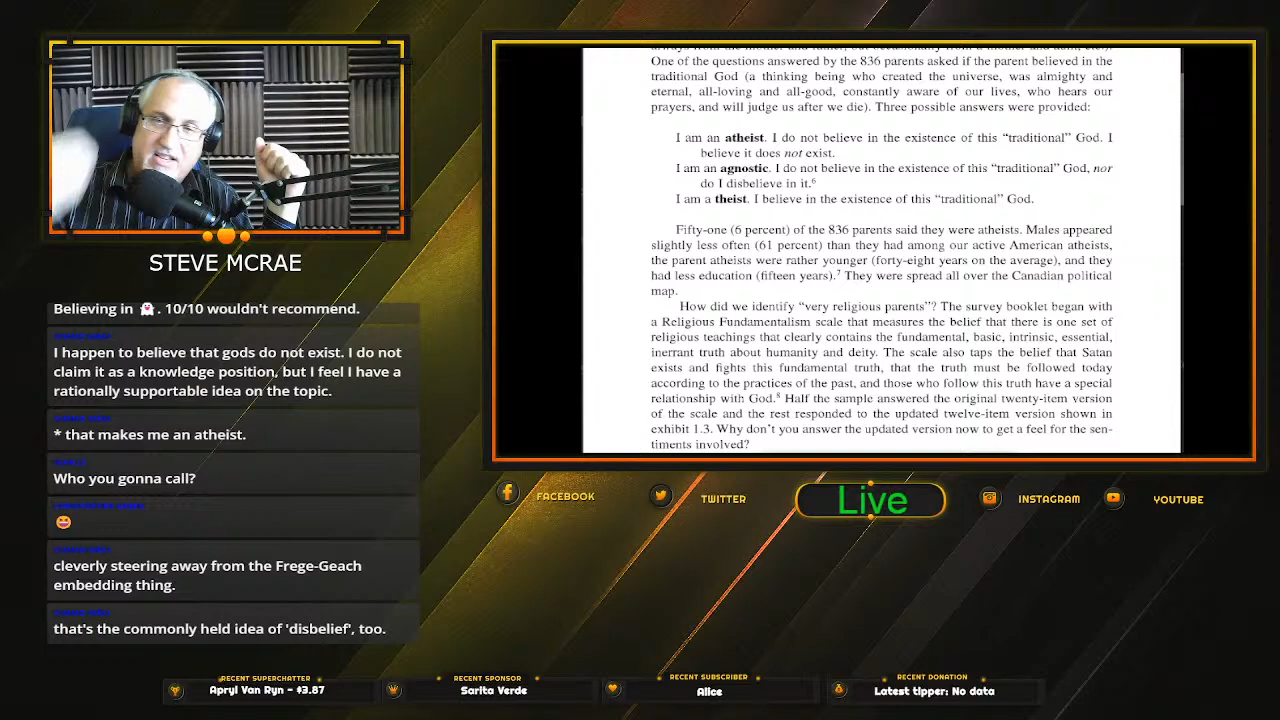 One of the questions answered by the 836 parents asked if the parent believed in the
traditional God (a thinking being who created the universe, was almighty and
eternal, all-loving and all-good, constantly aware of our lives, who hears our
prayers, and will judge us after we die). Three possible answers were provided:
I am an atheist. I do not believe in the existence of this “traditional” God. I
believe it does not exist.
I am an agnostic. I do not believe in the existence of this “traditional” God, nor
do I disbelieve in it.⁶
I am a theist. I believe in the existence of this “traditional” God.
Fifty-one (6 percent) of the 836 parents said they were atheists. Males appeared
slightly less often (61 percent) than they had among our active American atheists,
the parent atheists were rather younger (forty-eight years on the average), and they
had less education (fifteen years).⁷ They were spread all over the Canadian political
map.
How did we identify “very religious parents”? The survey booklet began with
a Religious Fundamentalism scale that measures the belief that there is one set of
religious teachings that clearly contains the fundamental, basic, intrinsic, essential,
inerrant truth about humanity and deity. The scale also taps the belief that Satan
exists and fights this fundamental truth, that the truth must be followed today
according to the practices of the past, and those who follow this truth have a special
relationship with God.⁸ Half the sample answered the original twenty-item version
of the scale and the rest responded to the updated twelve-item version shown in
exhibit 1.3. Why don’t you answer the updated version now to get a feel for the sen-
timents involved?
STEVE MCRAE
Believing in 👻. 10/10 wouldn't recommend.
I happen to believe that gods do not exist. I do not
claim it as a knowledge position, but I feel I have a
rationally supportable idea on the topic.
* that makes me an atheist.
Who you gonna call?
😆
cleverly steering away from the Frege-Geach
embedding thing.
that's the commonly held idea of 'disbelief', too.
FACEBOOK
TWITTER
Live
INSTAGRAM
YOUTUBE
RECENT SUPERCHATTER
Apryl Van Ryn - $3.87
RECENT SPONSOR
Sarita Verde
RECENT SUBSCRIBER
Alice
RECENT DONATION
Latest tipper: No data